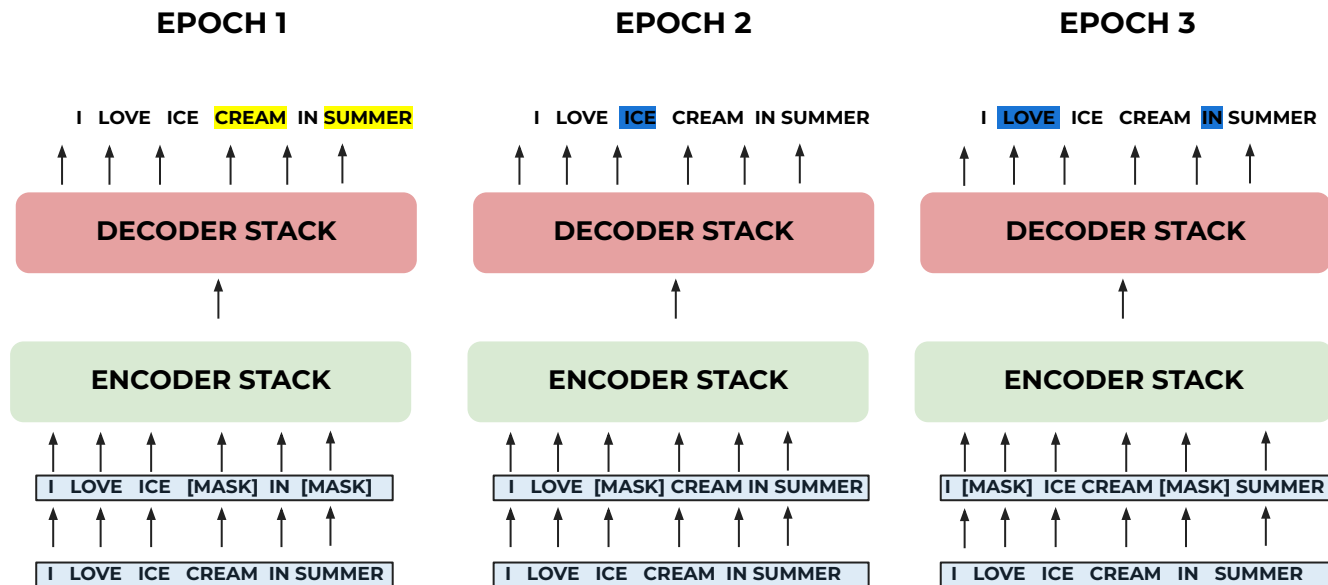 EPOCH 1
EPOCH 2
EPOCH 3
I LOVE ICE CREAM IN SUMMER
I LOVE ICE CREAM IN SUMMER
I LOVE ICE CREAM IN SUMMER
DECODER STACK
DECODER STACK
DECODER STACK
ENCODER STACK
ENCODER STACK
ENCODER STACK
I LOVE ICE [MASK] IN [MASK]
I LOVE [MASK] CREAM IN SUMMER
I [MASK] ICE CREAM [MASK] SUMMER
I LOVE ICE CREAM IN SUMMER
I LOVE ICE CREAM IN SUMMER
I LOVE ICE CREAM IN SUMMER